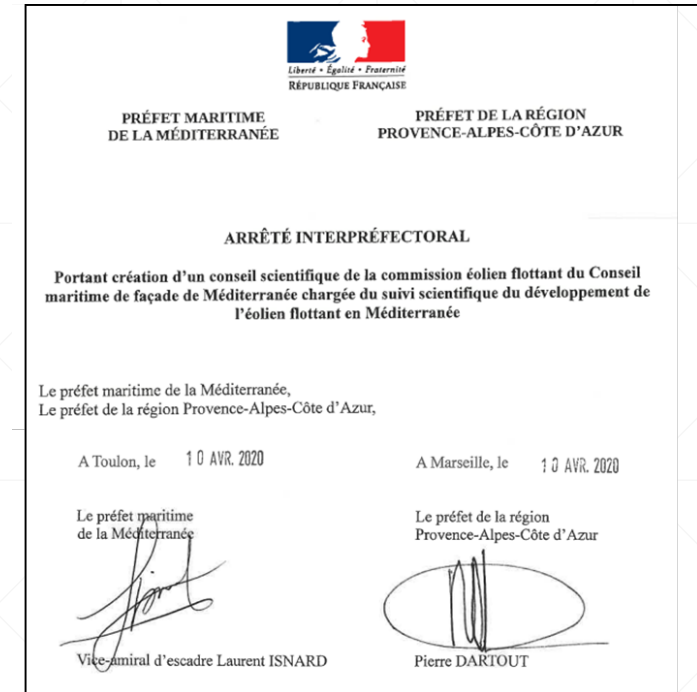 Liberté • Égalité • Fraternité
RÉPUBLIQUE FRANÇAISE
PRÉFET MARITIME
DE LA MÉDITERRANÉE
PRÉFET DE LA RÉGION
PROVENCE-ALPES-CÔTE D'AZUR
ARRÊTÉ INTERPRÉFECTORAL
Portant création d'un conseil scientifique de la commission éolien flottant du Conseil
maritime de façade de Méditerranée chargée du suivi scientifique du développement de
l'éolien flottant en Méditerranée
Le préfet maritime de la Méditerranée,
Le préfet de la région Provence-Alpes-Côte d'Azur,
A Toulon, le 10 AVR. 2020
A Marseille, le 10 AVR. 2020
Le préfet maritime
de la Méditerranée
Le préfet de la région
Provence-Alpes-Côte d'Azur
Vice-amiral d'escadre Laurent ISNARD
Pierre DARTOUT